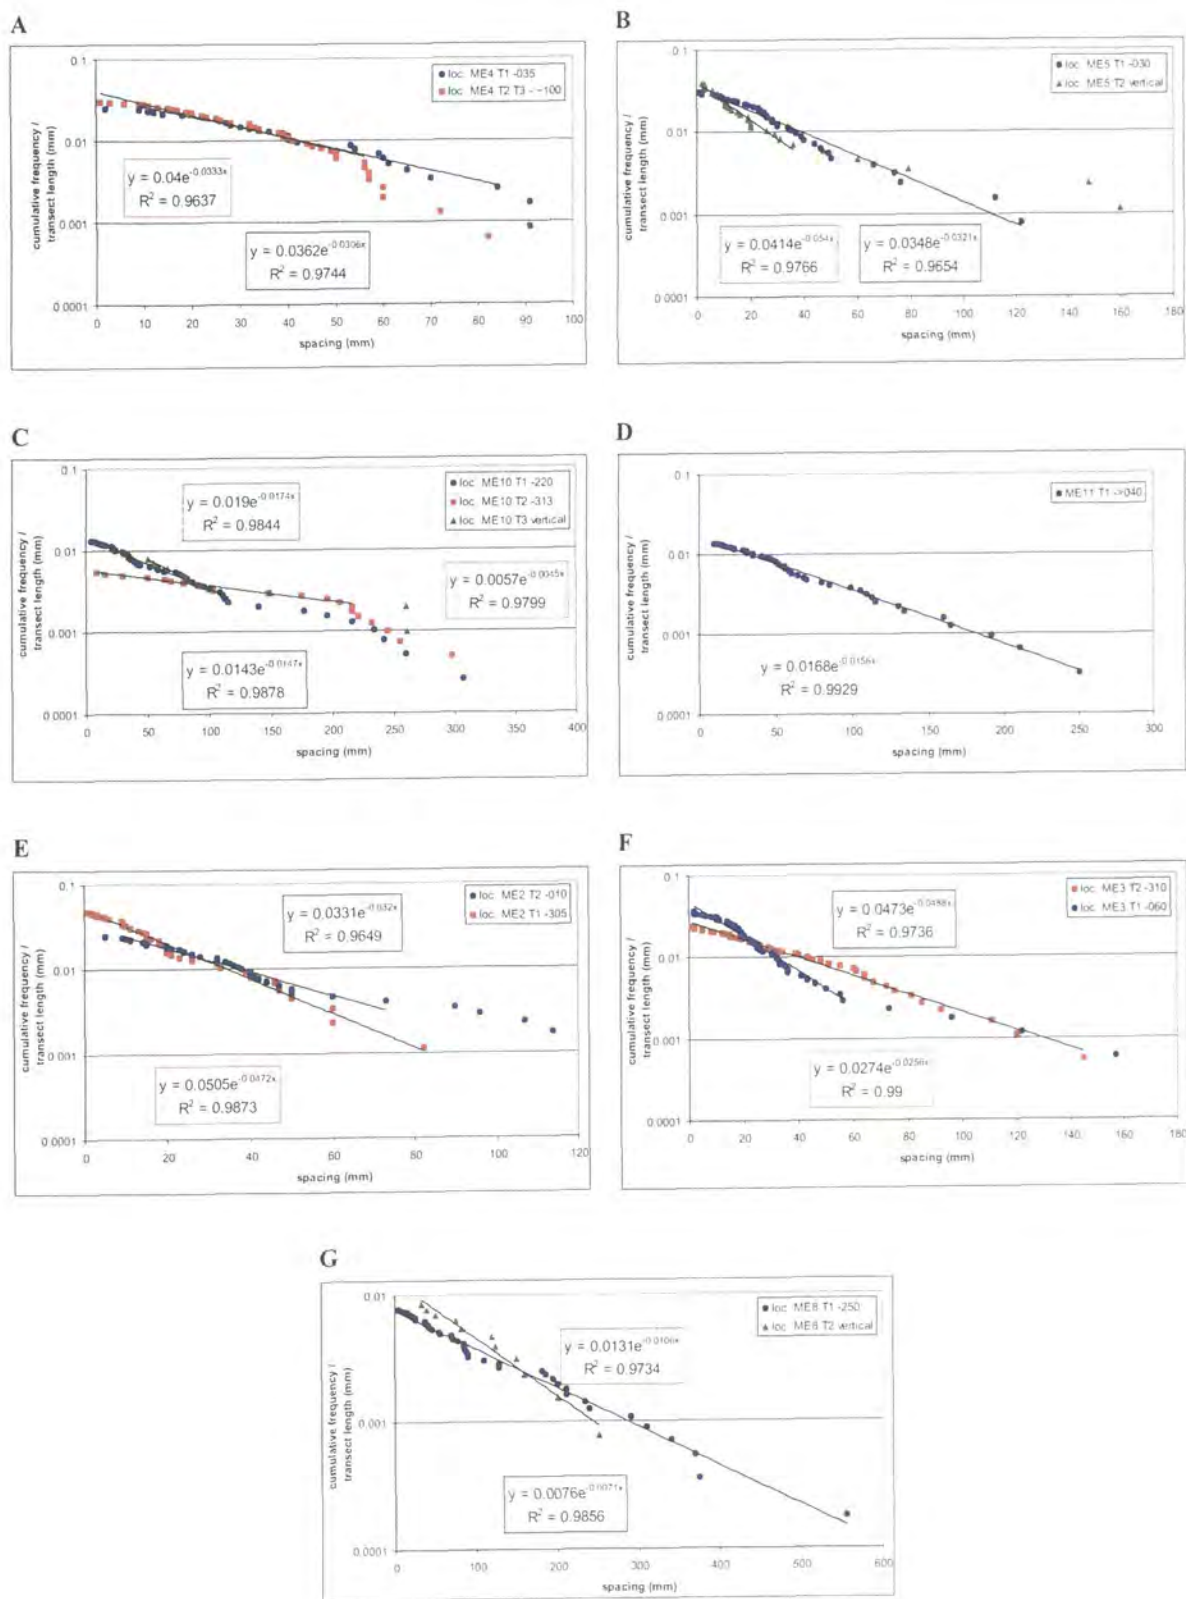 A
cumulative frequency /
transect length (mm)
0.1
0.01
0.001
0.0001
loc ME4 T1 -035
loc ME4 T2 T3 -~100
y = 0.04e^-0.0333x
R² = 0.9637
y = 0.0362e^-0.0306x
R² = 0.9744
0 10 20 30 40 50 60 70 80 90 100
spacing (mm)
B
cumulative frequency /
transect length (mm)
0.1
0.01
0.001
0.0001
loc ME5 T1 -030
loc ME5 T2 vertical
y = 0.0414e^-0.054x
R² = 0.9766
y = 0.0348e^-0.0321x
R² = 0.9654
0 20 40 60 80 100 120 140 160 180
spacing (mm)
C
cumulative frequency /
transect length (mm)
0.1
0.01
0.001
0.0001
loc ME10 T1 -220
loc ME10 T2 -313
loc ME10 T3 vertical
y = 0.019e^-0.0174x
R² = 0.9844
y = 0.0057e^-0.0045x
R² = 0.9799
y = 0.0143e^-0.0147x
R² = 0.9878
0 50 100 150 200 250 300 350 400
spacing (mm)
D
cumulative frequency /
transect length (mm)
0.1
0.01
0.001
0.0001
ME11 T1 ->040
y = 0.0168e^-0.0156x
R² = 0.9929
0 50 100 150 200 250 300
spacing (mm)
E
cumulative frequency /
transect length (mm)
0.1
0.01
0.001
0.0001
loc ME2 T2 -010
loc ME2 T1 -305
y = 0.0331e^-0.032x
R² = 0.9649
y = 0.0505e^-0.0472x
R² = 0.9873
0 20 40 60 80 100 120
spacing (mm)
F
cumulative frequency /
transect length (mm)
0.1
0.01
0.001
0.0001
loc ME3 T2 -310
loc ME3 T1 -060
y = 0.0473e^-0.0488x
R² = 0.9736
y = 0.0274e^-0.0256x
R² = 0.99
0 20 40 60 80 100 120 140 160 180
spacing (mm)
G
cumulative frequency /
transect length (mm)
0.01
0.001
0.0001
loc ME8 T1 -250
loc ME8 T2 vertical
y = 0.0131e^-0.0106x
R² = 0.9734
y = 0.0076e^-0.0071x
R² = 0.9856
0 100 200 300 400 500 600
spacing (mm)